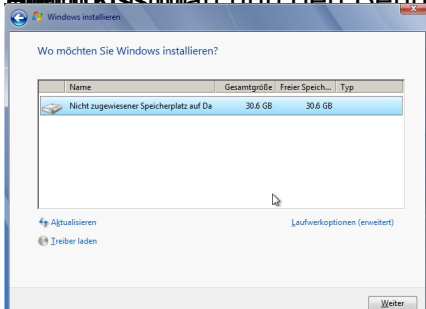 Windows installieren
Wo möchten Sie Windows installieren?
Name Gesamtgröße Freier Speich... Typ
Nicht zugewiesener Speicherplatz auf Da 30.6 GB 30.6 GB
Aktualisieren Laufwerkoptionen (erweitert)
Treiber laden
Weiter